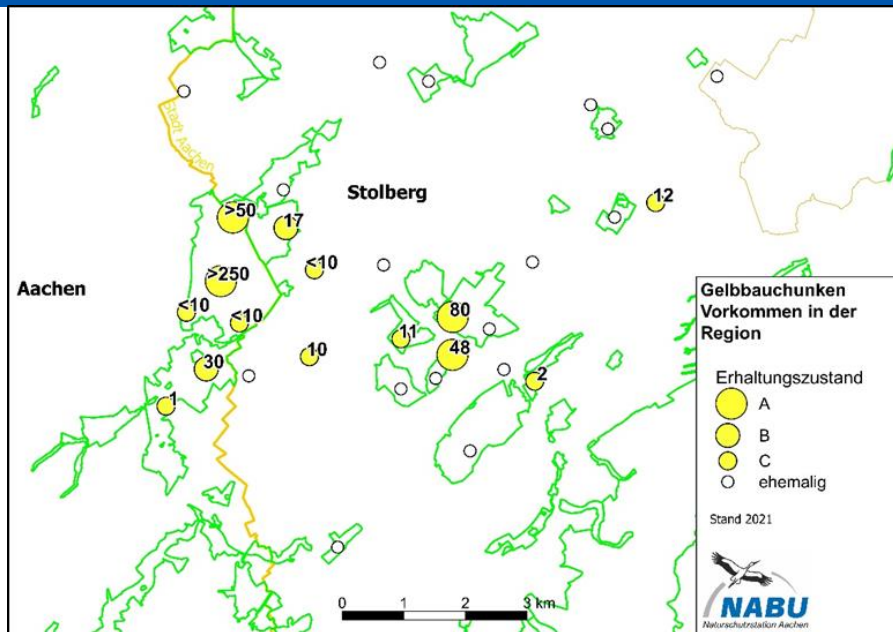 Stadt Aachen
Stolberg
Aachen
>50
17
12
<10
>250
<10
<10
80
11
48
10
30
2
1
Gelbbauchunken
Vorkommen in der
Region
Erhaltungszustand
A
B
C
ehemalig
Stand 2021
NABU
Naturschutzstation Aachen
0 1 2 3 km